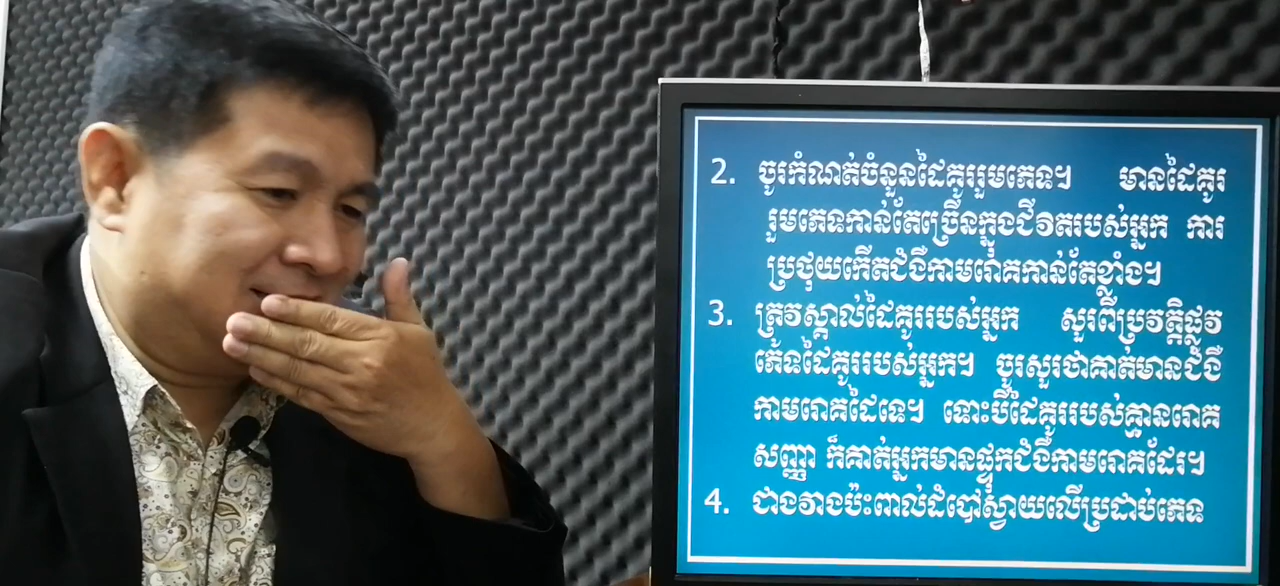 2. ចូរកំណត់ចំនួនដៃគូររួមភេទ។ មានដៃគូរ
រួមភេទកាន់តែច្រើនក្នុងជីវិតរបស់អ្នក ការ
ប្រថុយកើតជំងឺកាមរោគកាន់តែខ្លាំង។
3. ត្រូវស្គាល់ដៃគូររបស់អ្នក សួរពីប្រវត្តិផ្លូវ
ភេទដៃគូររបស់អ្នក។ ចូរសួរថាគាត់មានជំងឺ
កាមរោគដៃទេ។ ទោះបីដៃគូររបស់គ្មានរោគ
សញ្ញា ក៏គាត់អ្នកមានផ្ទុកជំងឺកាមរោគដែរ។
4. ជាងវាងប៉ះពាល់ដំបៅស្វាយលើប្រដាប់ភេទ